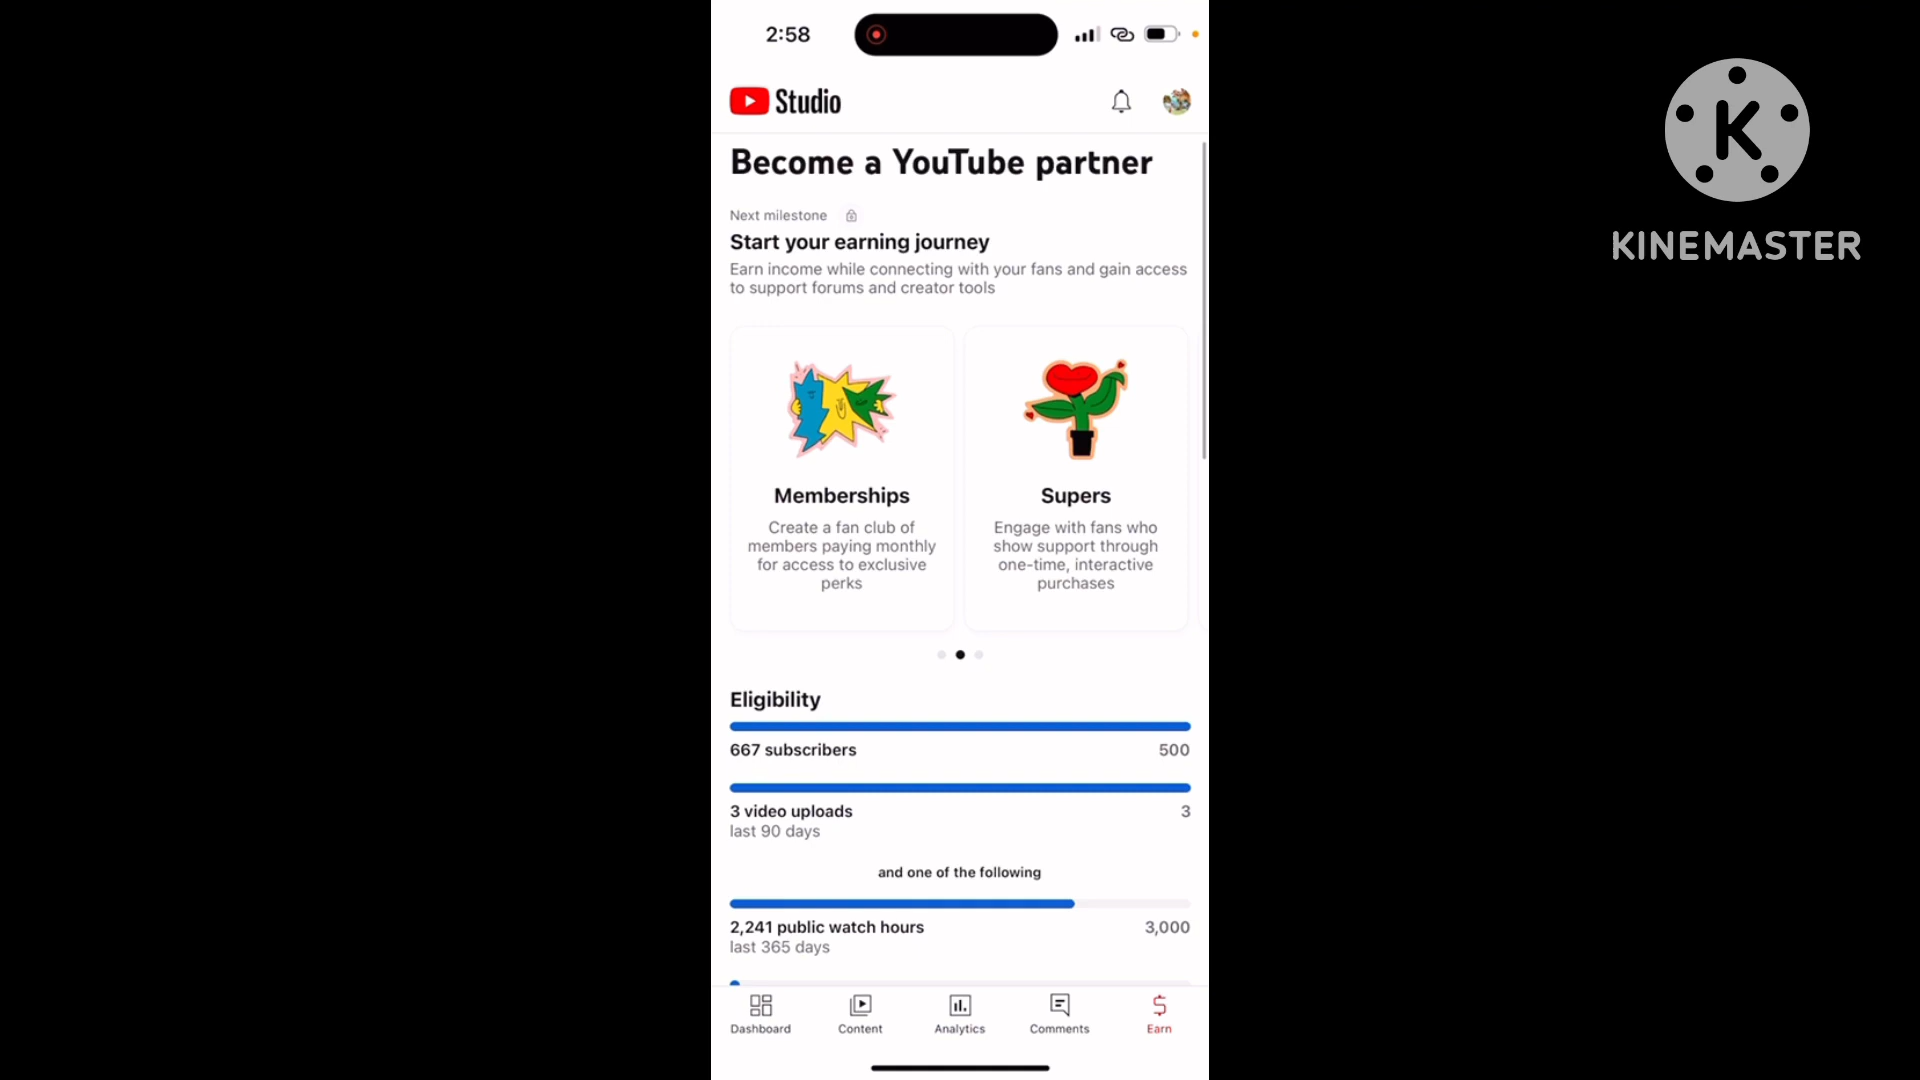 2:58
Studio
Become a YouTube partner
Next milestone
Start your earning journey
Earn income while connecting with your fans and gain access
to support forums and creator tools
Memberships
Create a fan club of
members paying monthly
for access to exclusive
perks
Supers
Engage with fans who
show support through
one-time, interactive
purchases
Eligibility
667 subscribers 500
3 video uploads 3
last 90 days
and one of the following
2,241 public watch hours 3,000
last 365 days
Dashboard Content Analytics Comments Earn
K
KINEMASTER